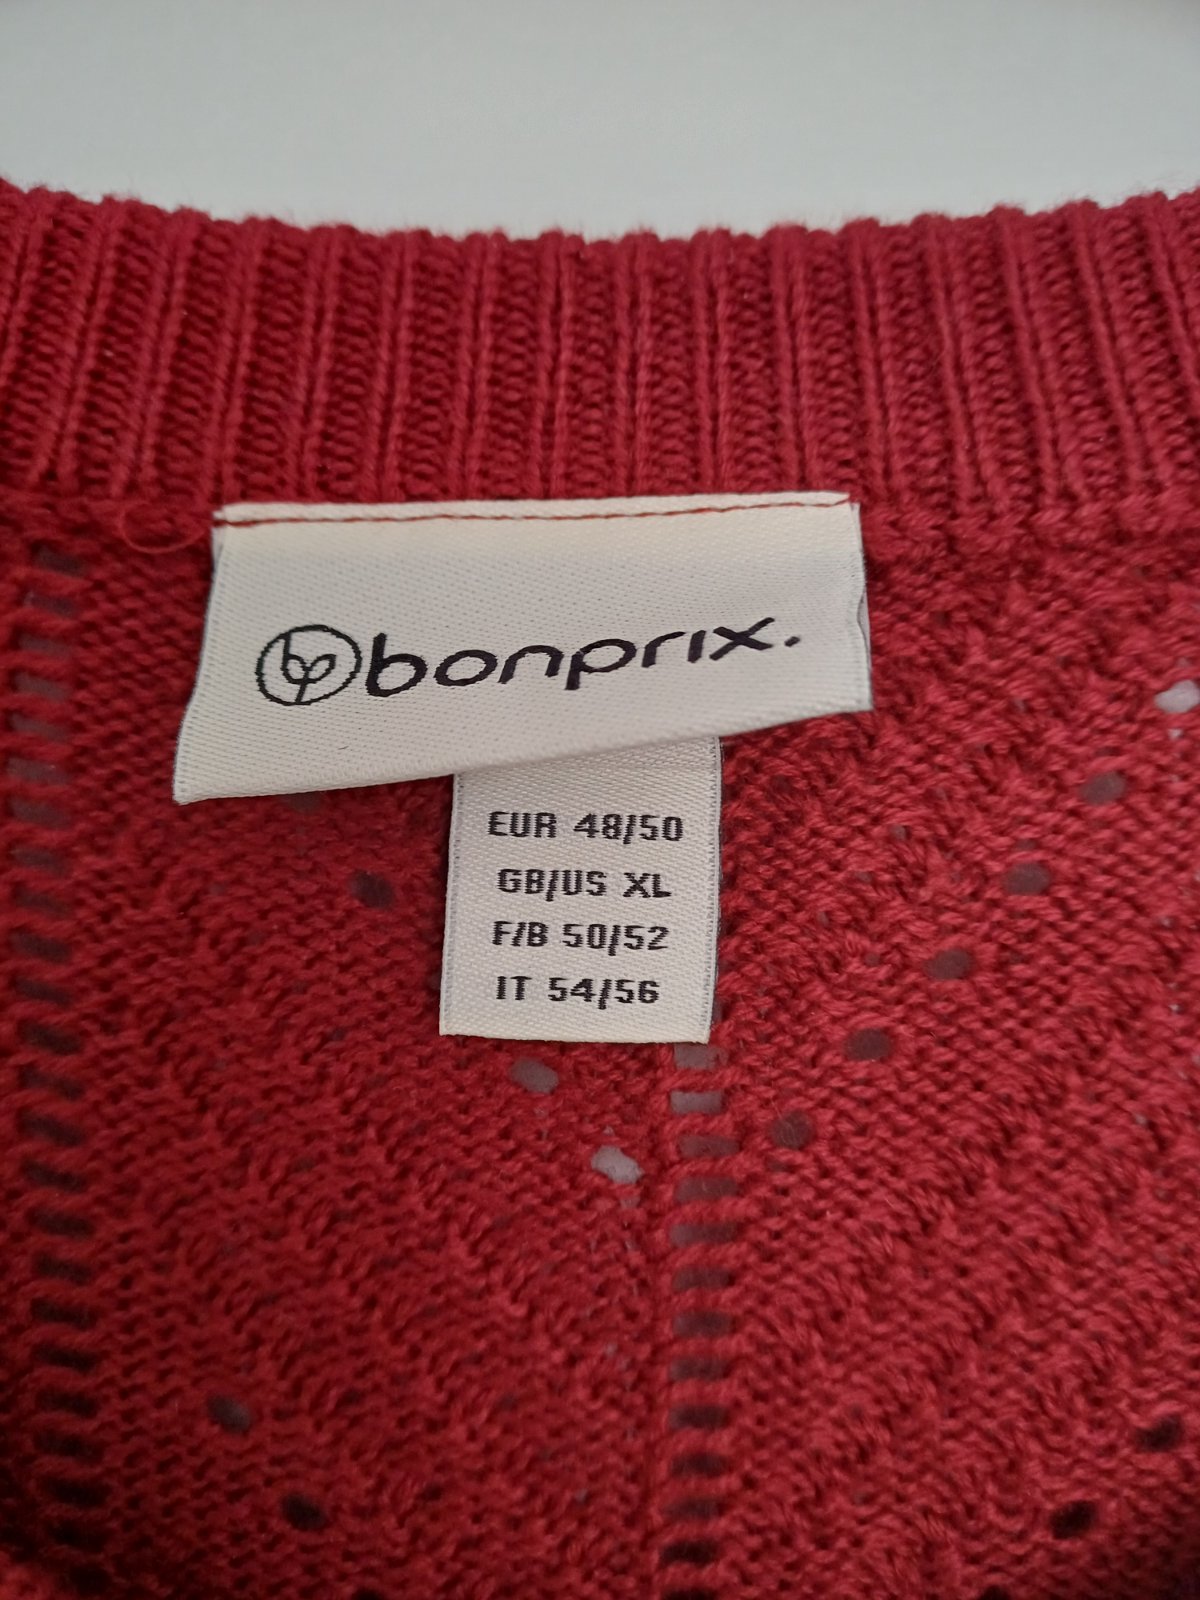 bonprix.
EUR 48/50
GB/US XL
F/B 50/52
IT 54/56